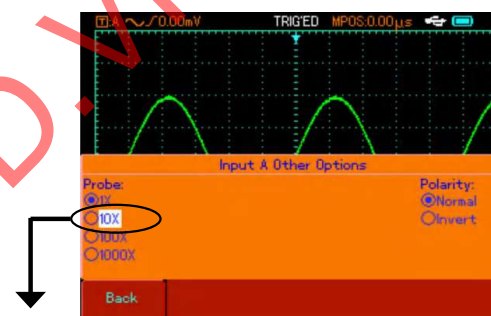 T A 0.00mV TRIG'ED MPOS:0.00μs
Input A Other Options
Probe:
1X
10X
100X
1000X
Polarity:
Normal
Invert
Back